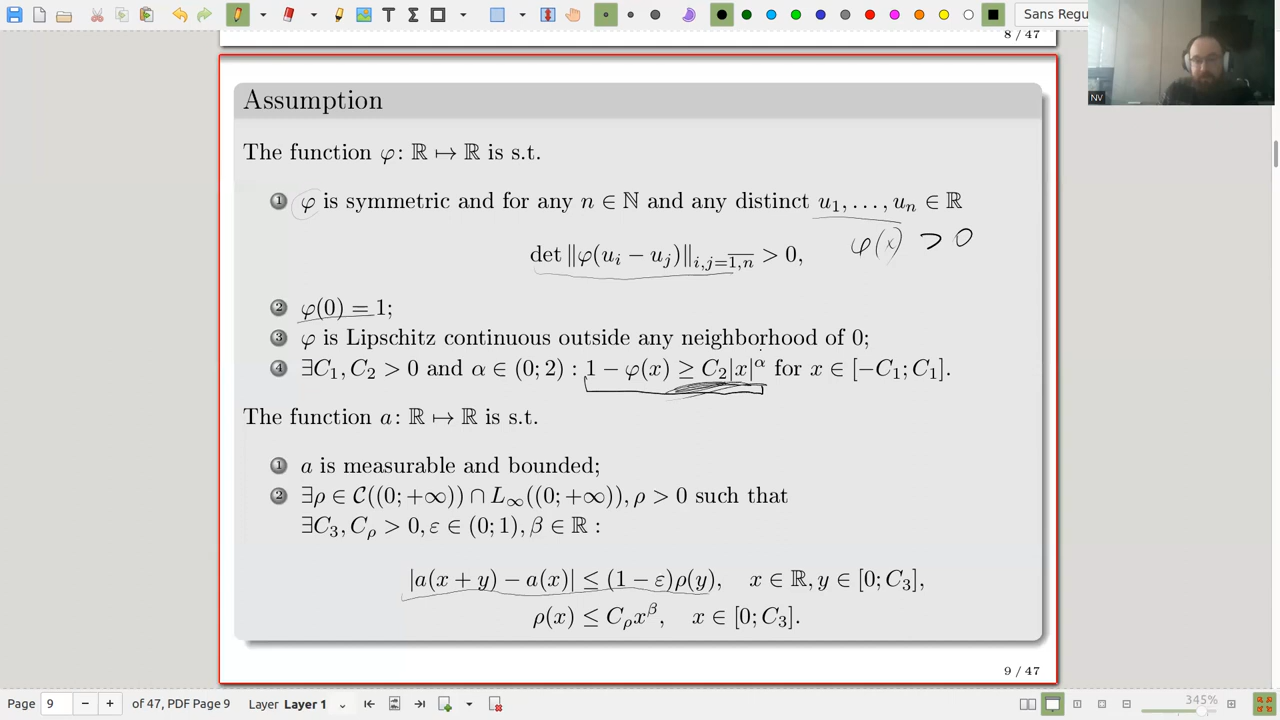 Sans Regu
8 / 47
NV
Assumption
The function φ: ℝ ↦ ℝ is s.t.
1 φ is symmetric and for any n ∈ ℕ and any distinct u₁, …, uₙ ∈ ℝ
det ‖φ(uᵢ − uⱼ)‖ᵢ,ⱼ₌1̅,̅n̅ > 0,
φ(x) > 0
2 φ(0) = 1;
3 φ is Lipschitz continuous outside any neighborhood of 0;
4 ∃C₁, C₂ > 0 and α ∈ (0; 2) : 1 − φ(x) ≥ C₂|x|^α for x ∈ [−C₁; C₁].
The function a: ℝ ↦ ℝ is s.t.
1 a is measurable and bounded;
2 ∃ρ ∈ 𝒞((0; +∞)) ∩ L∞((0; +∞)), ρ > 0 such that
∃C₃, Cᵨ > 0, ε ∈ (0; 1), β ∈ ℝ :
|a(x + y) − a(x)| ≤ (1 − ε)ρ(y), x ∈ ℝ, y ∈ [0; C₃],
ρ(x) ≤ Cᵨx^β, x ∈ [0; C₃].
9 / 47
Page 9 − + of 47, PDF Page 9 Layer Layer 1 345%